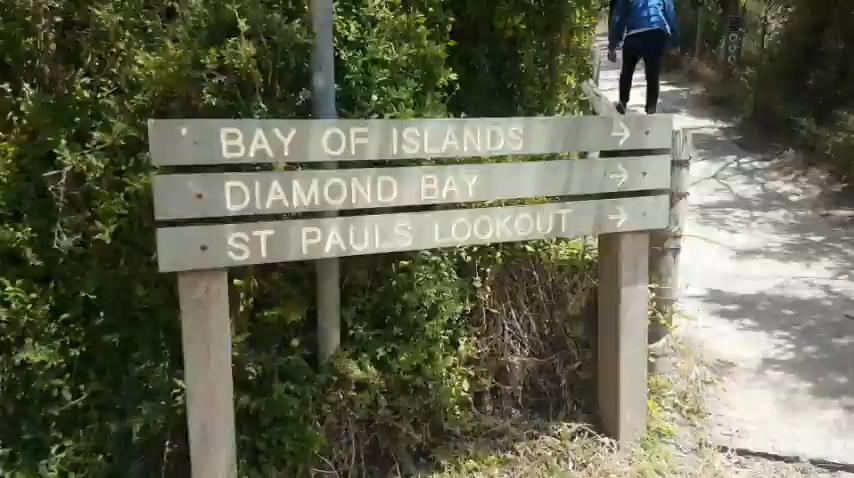 BAY OF ISLANDS →
DIAMOND BAY →
ST PAULS LOOKOUT →